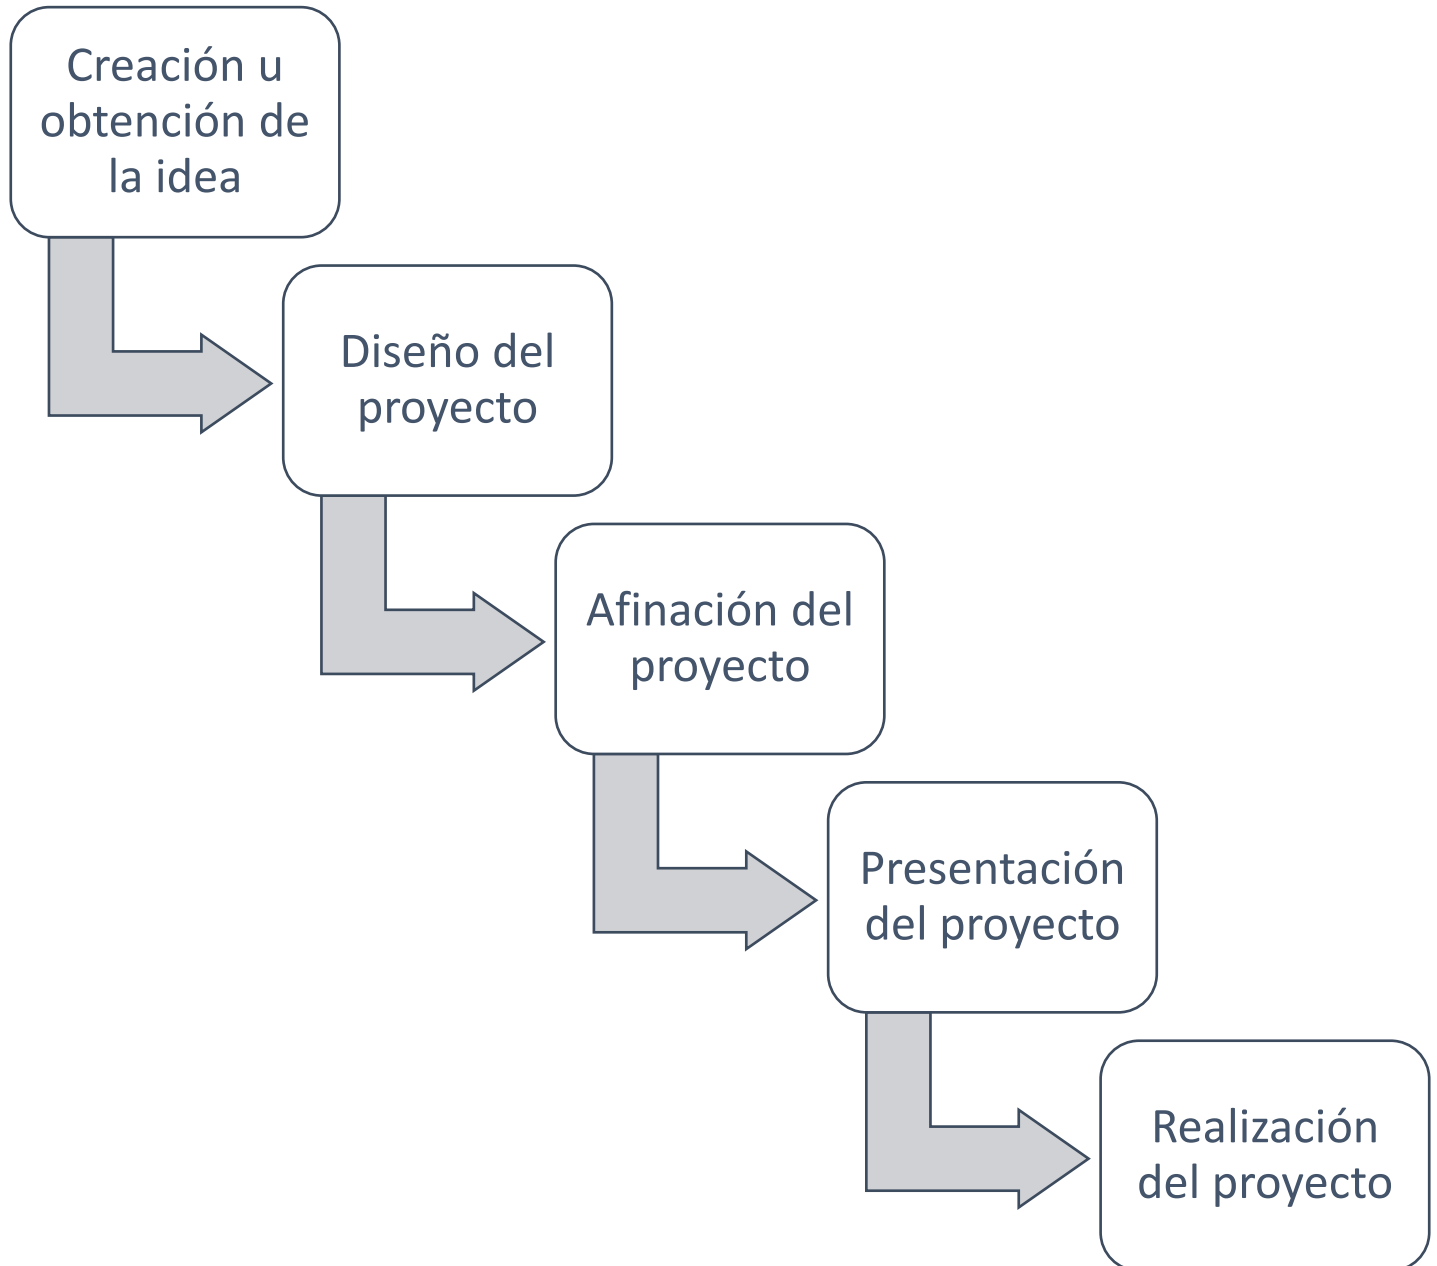 Creación u
obtención de
la idea
Diseño del
proyecto
Afinación del
proyecto
Presentación
del proyecto
Realización
del proyecto